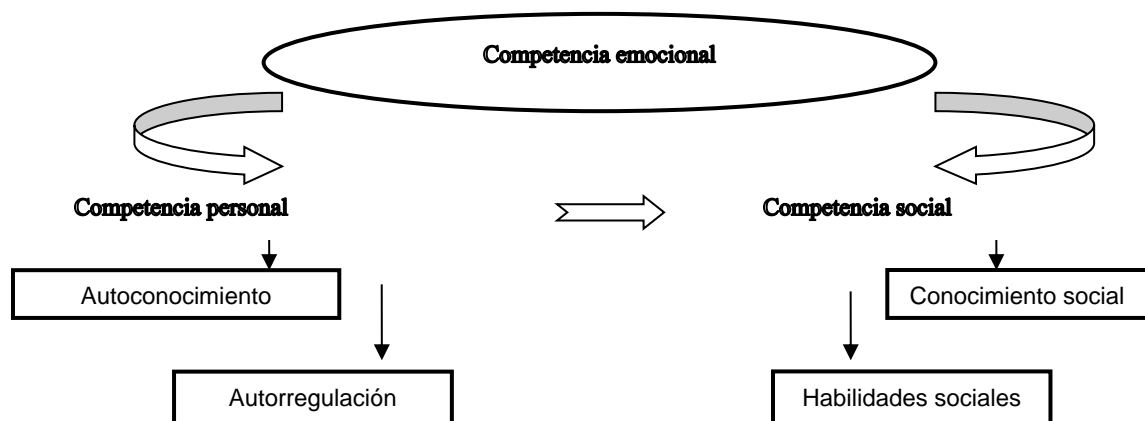 Competencia emocional
Competencia personal
Competencia social
Autoconocimiento
Conocimiento social
Autorregulación
Habilidades sociales